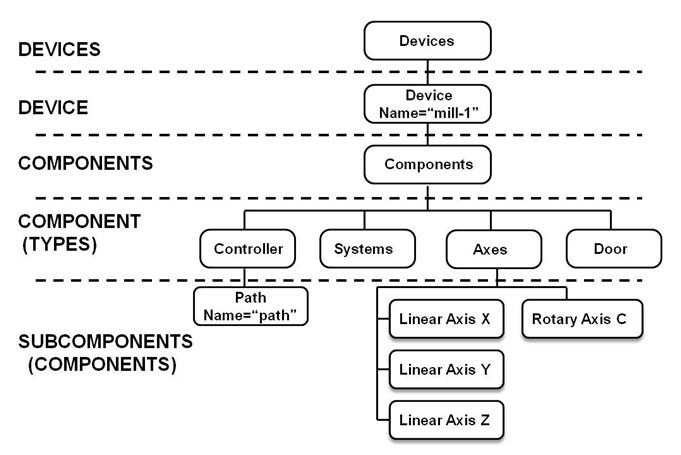 DEVICES
Devices
DEVICE
Device
Name=“mill-1”
COMPONENTS
Components
COMPONENT
(TYPES)
Controller
Systems
Axes
Door
Path
Name=“path”
SUBCOMPONENTS
(COMPONENTS)
Linear Axis X
Rotary Axis C
Linear Axis Y
Linear Axis Z